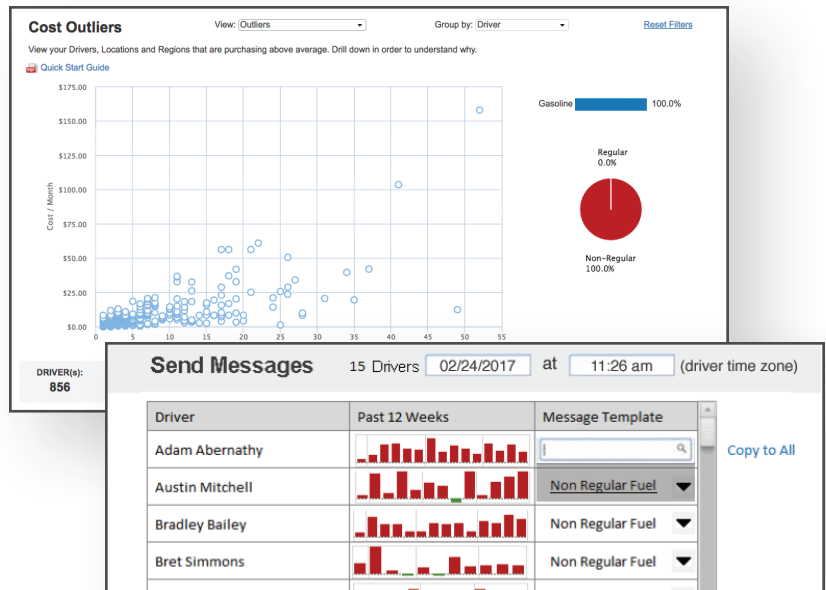 Cost Outliers
View: Outliers
Group by: Driver
Reset Filters
View your Drivers, Locations and Regions that are purchasing above average. Drill down in order to understand why.
PDF Quick Start Guide
$175.00
$150.00
$125.00
$100.00
$75.00
$50.00
$25.00
$0.00
Cost / Month
0 5 10 15 20 25 30 35 40 45 50 55
Gasoline 100.0%
Regular
0.0%
Non-Regular
100.0%
DRIVER(s):
856
Send Messages 15 Drivers 02/24/2017 at 11:26 am (driver time zone)
Driver Past 12 Weeks Message Template
Adam Abernathy Copy to All
Austin Mitchell Non Regular Fuel
Bradley Bailey Non Regular Fuel
Bret Simmons Non Regular Fuel